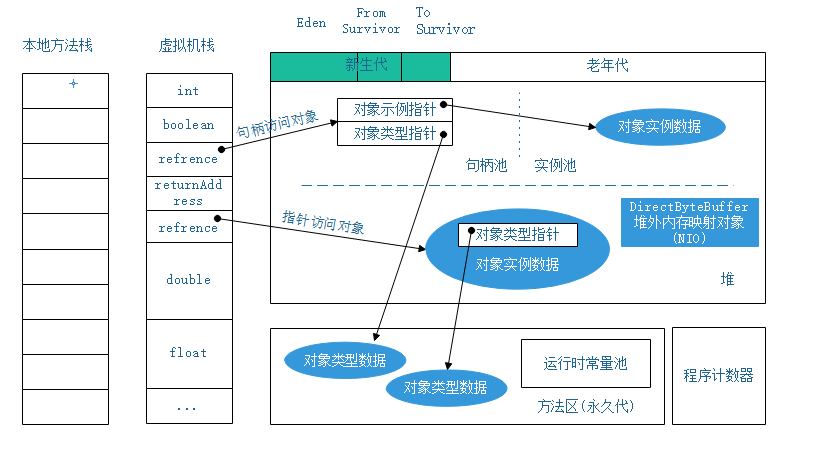 Eden
From
Survivor
To
Survivor
本地方法栈
虚拟机栈
新生代
老年代
int
boolean
refrence
returnAdd
ress
refrence
double
float
...
句柄访问对象
对象示例指针
对象类型指针
对象实例数据
句柄池
实例池
指针访问对象
对象类型指针
对象实例数据
DirectByteBuffer
堆外内存映射对象
(NIO)
堆
对象类型数据
对象类型数据
运行时常量池
方法区(永久代)
程序计数器